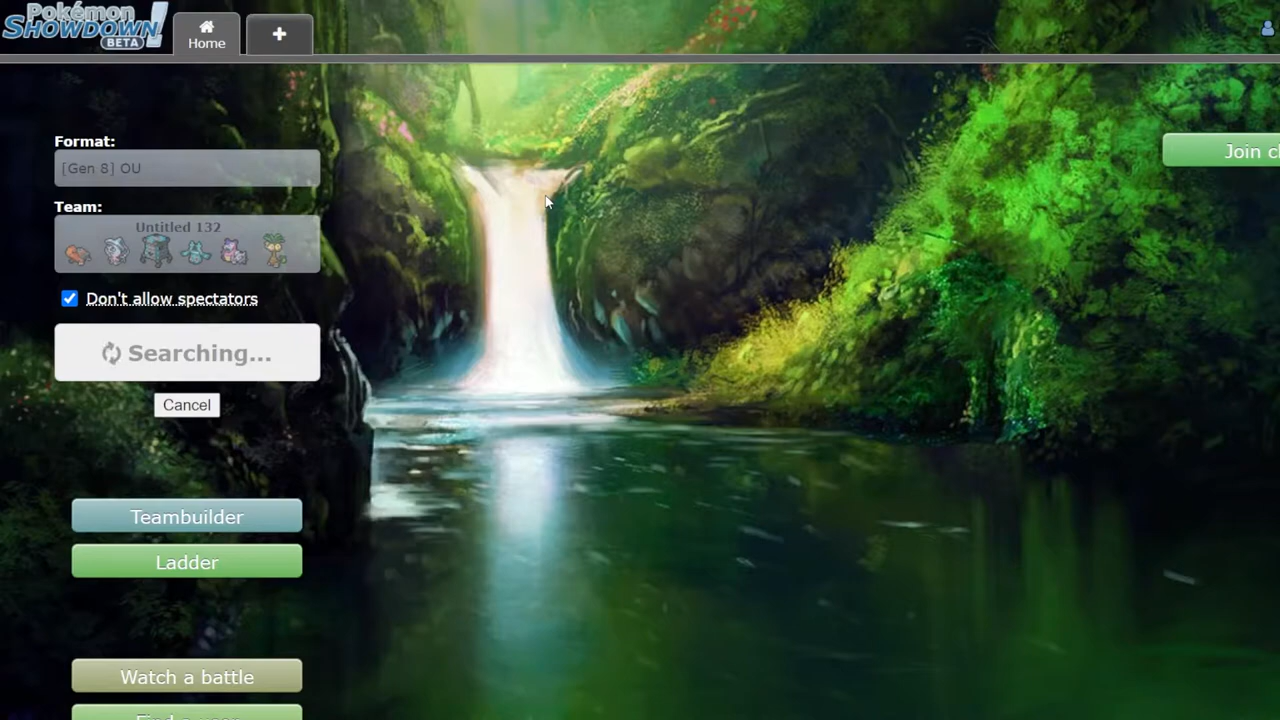 Pokémon
SHOWDOWN!
BETA
Home
Format:
[Gen 8] OU
Team:
Untitled 132
Don't allow spectators
Searching...
Cancel
Teambuilder
Ladder
Watch a battle
Join c